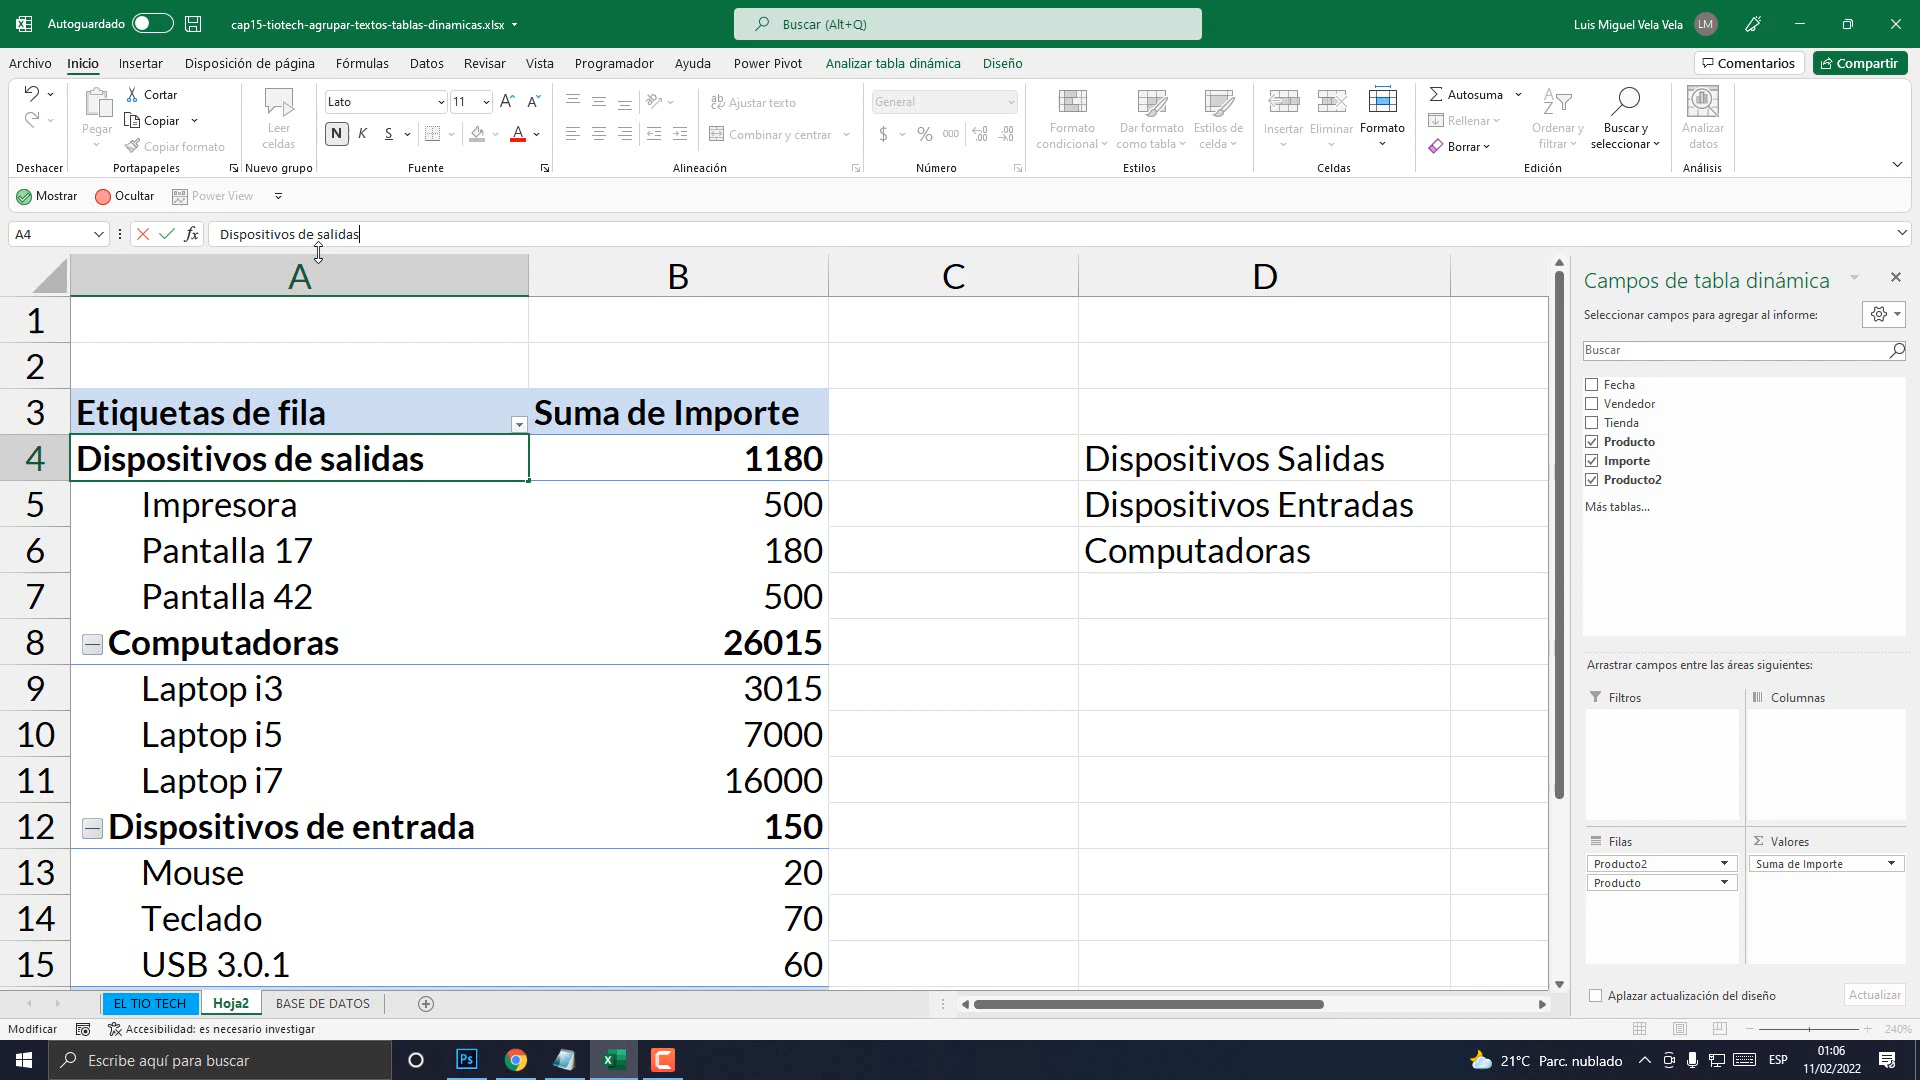 Autoguardado
cap15-tiotech-agrupar-textos-tablas-dinamicas.xlsx
Buscar (Alt+Q)
Luis Miguel Vela Vela
LM
Archivo
Inicio
Insertar
Disposición de página
Fórmulas
Datos
Revisar
Vista
Programador
Ayuda
Power Pivot
Analizar tabla dinámica
Diseño
Comentarios
Compartir
Pegar
Cortar
Copiar
Copiar formato
Leer celdas
Lato
11
N K S
Ajustar texto
Combinar y centrar
General
$ % 000
Formato condicional
Dar formato como tabla
Estilos de celda
Insertar
Eliminar
Formato
Autosuma
Rellenar
Borrar
Ordenar y filtrar
Buscar y seleccionar
Analizar datos
Deshacer
Portapapeles
Nuevo grupo
Fuente
Alineación
Número
Estilos
Celdas
Edición
Análisis
Mostrar
Ocultar
Power View
A4
fx
Dispositivos de salidas
A B C D
1
2
3 Etiquetas de fila Suma de Importe
4 Dispositivos de salidas 1180 Dispositivos Salidas
5 Impresora 500 Dispositivos Entradas
6 Pantalla 17 180 Computadoras
7 Pantalla 42 500
8 Computadoras 26015
9 Laptop i3 3015
10 Laptop i5 7000
11 Laptop i7 16000
12 Dispositivos de entrada 150
13 Mouse 20
14 Teclado 70
15 USB 3.0.1 60
Campos de tabla dinámica
Seleccionar campos para agregar al informe:
Buscar
Fecha
Vendedor
Tienda
Producto
Importe
Producto2
Más tablas...
Arrastrar campos entre las áreas siguientes:
Filtros
Columnas
Filas
Valores
Producto2
Suma de Importe
Producto
Aplazar actualización del diseño
Actualizar
EL TIO TECH
Hoja2
BASE DE DATOS
Modificar
Accesibilidad: es necesario investigar
240%
Escribe aquí para buscar
Ps
21°C Parc. nublado
ESP
01:06
11/02/2022